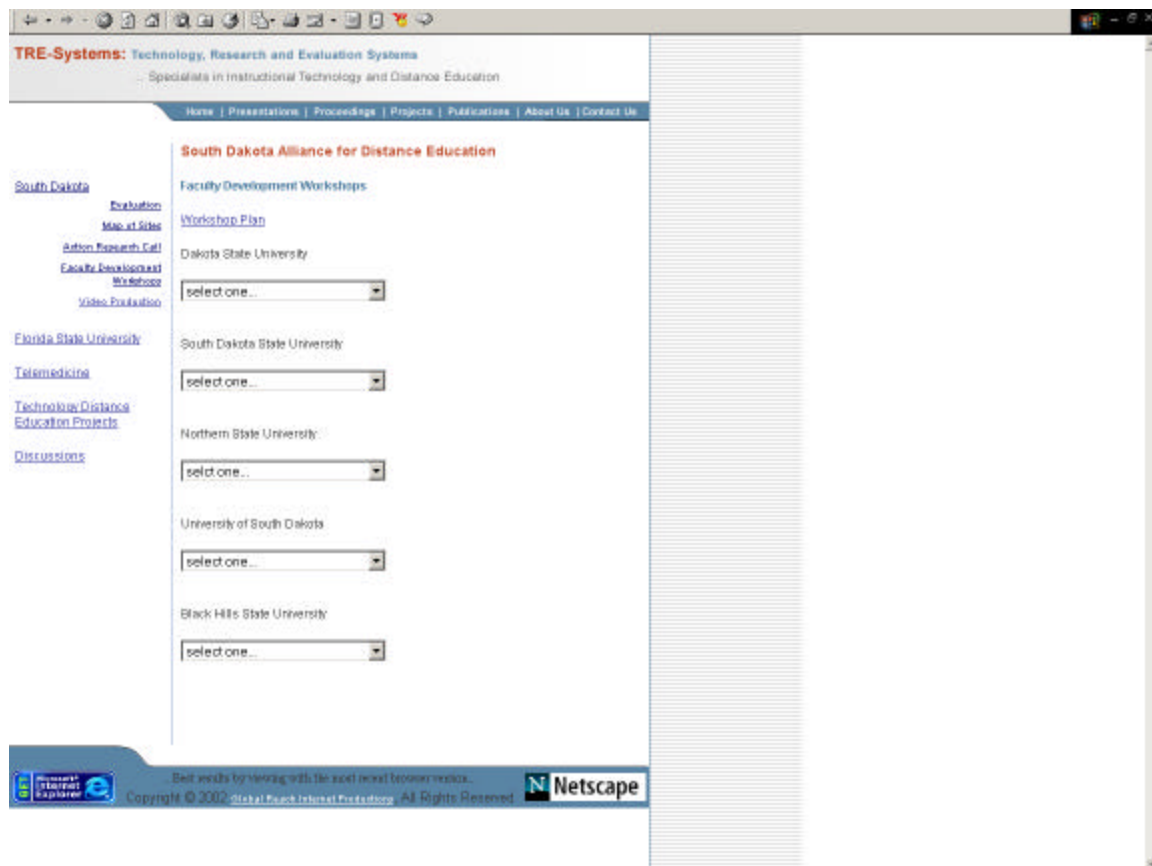 TRE-Systems: Technology, Research and Evaluation Systems
... Specialists in Instructional Technology and Distance Education
Home | Presentations | Proceedings | Projects | Publications | About Us | Contact Us
South Dakota Alliance for Distance Education
South Dakota
Evaluation
Map of Sites
Action Research Call
Faculty Development
Workshops
Video Production
Florida State University
Telemedicine
Technology Distance
Education Projects
Discussions
Faculty Development Workshops
Workshop Plan
Dakota State University
select one...
South Dakota State University
select one...
Northern State University
selct one...
University of South Dakota
select one...
Black Hills State University
select one...
Microsoft
Internet
Explorer
...Best results by viewing with the most recent browser version...
Copyright © 2002 Global Reach Internet Productions. All Rights Reserved
N Netscape